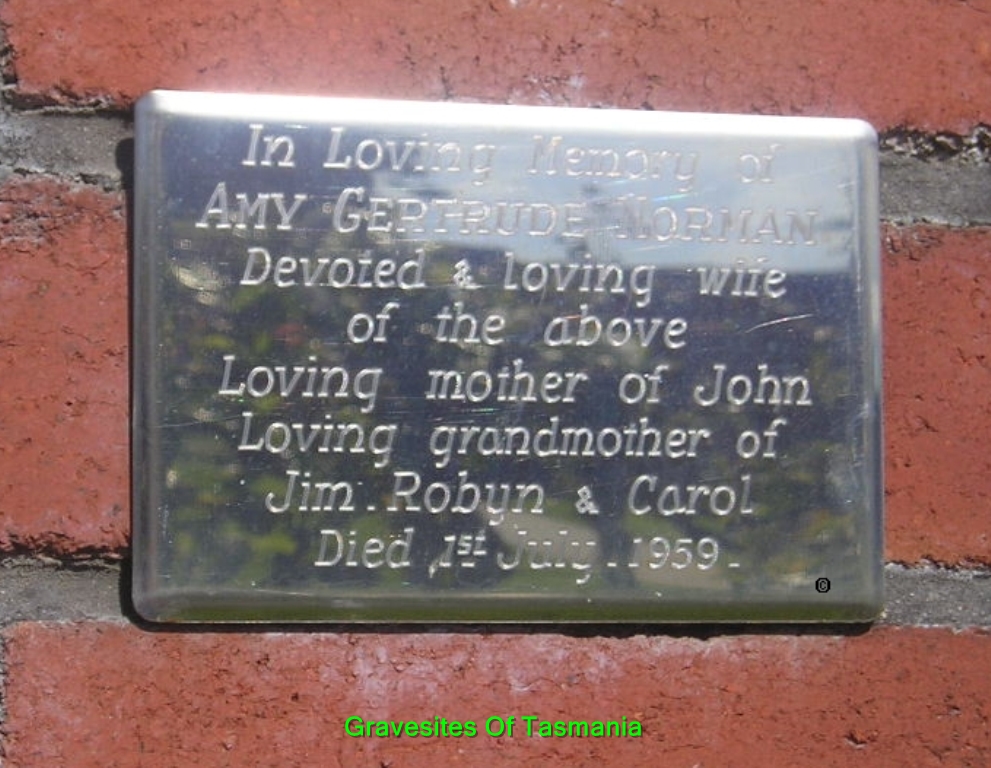 In Loving Memory of
AMY GERTRUDE NORMAN
Devoted & loving wife
of the above
Loving mother of John
Loving grandmother of
Jim. Robyn & Carol
Died 1st July. 1959.
©
Gravesites Of Tasmania